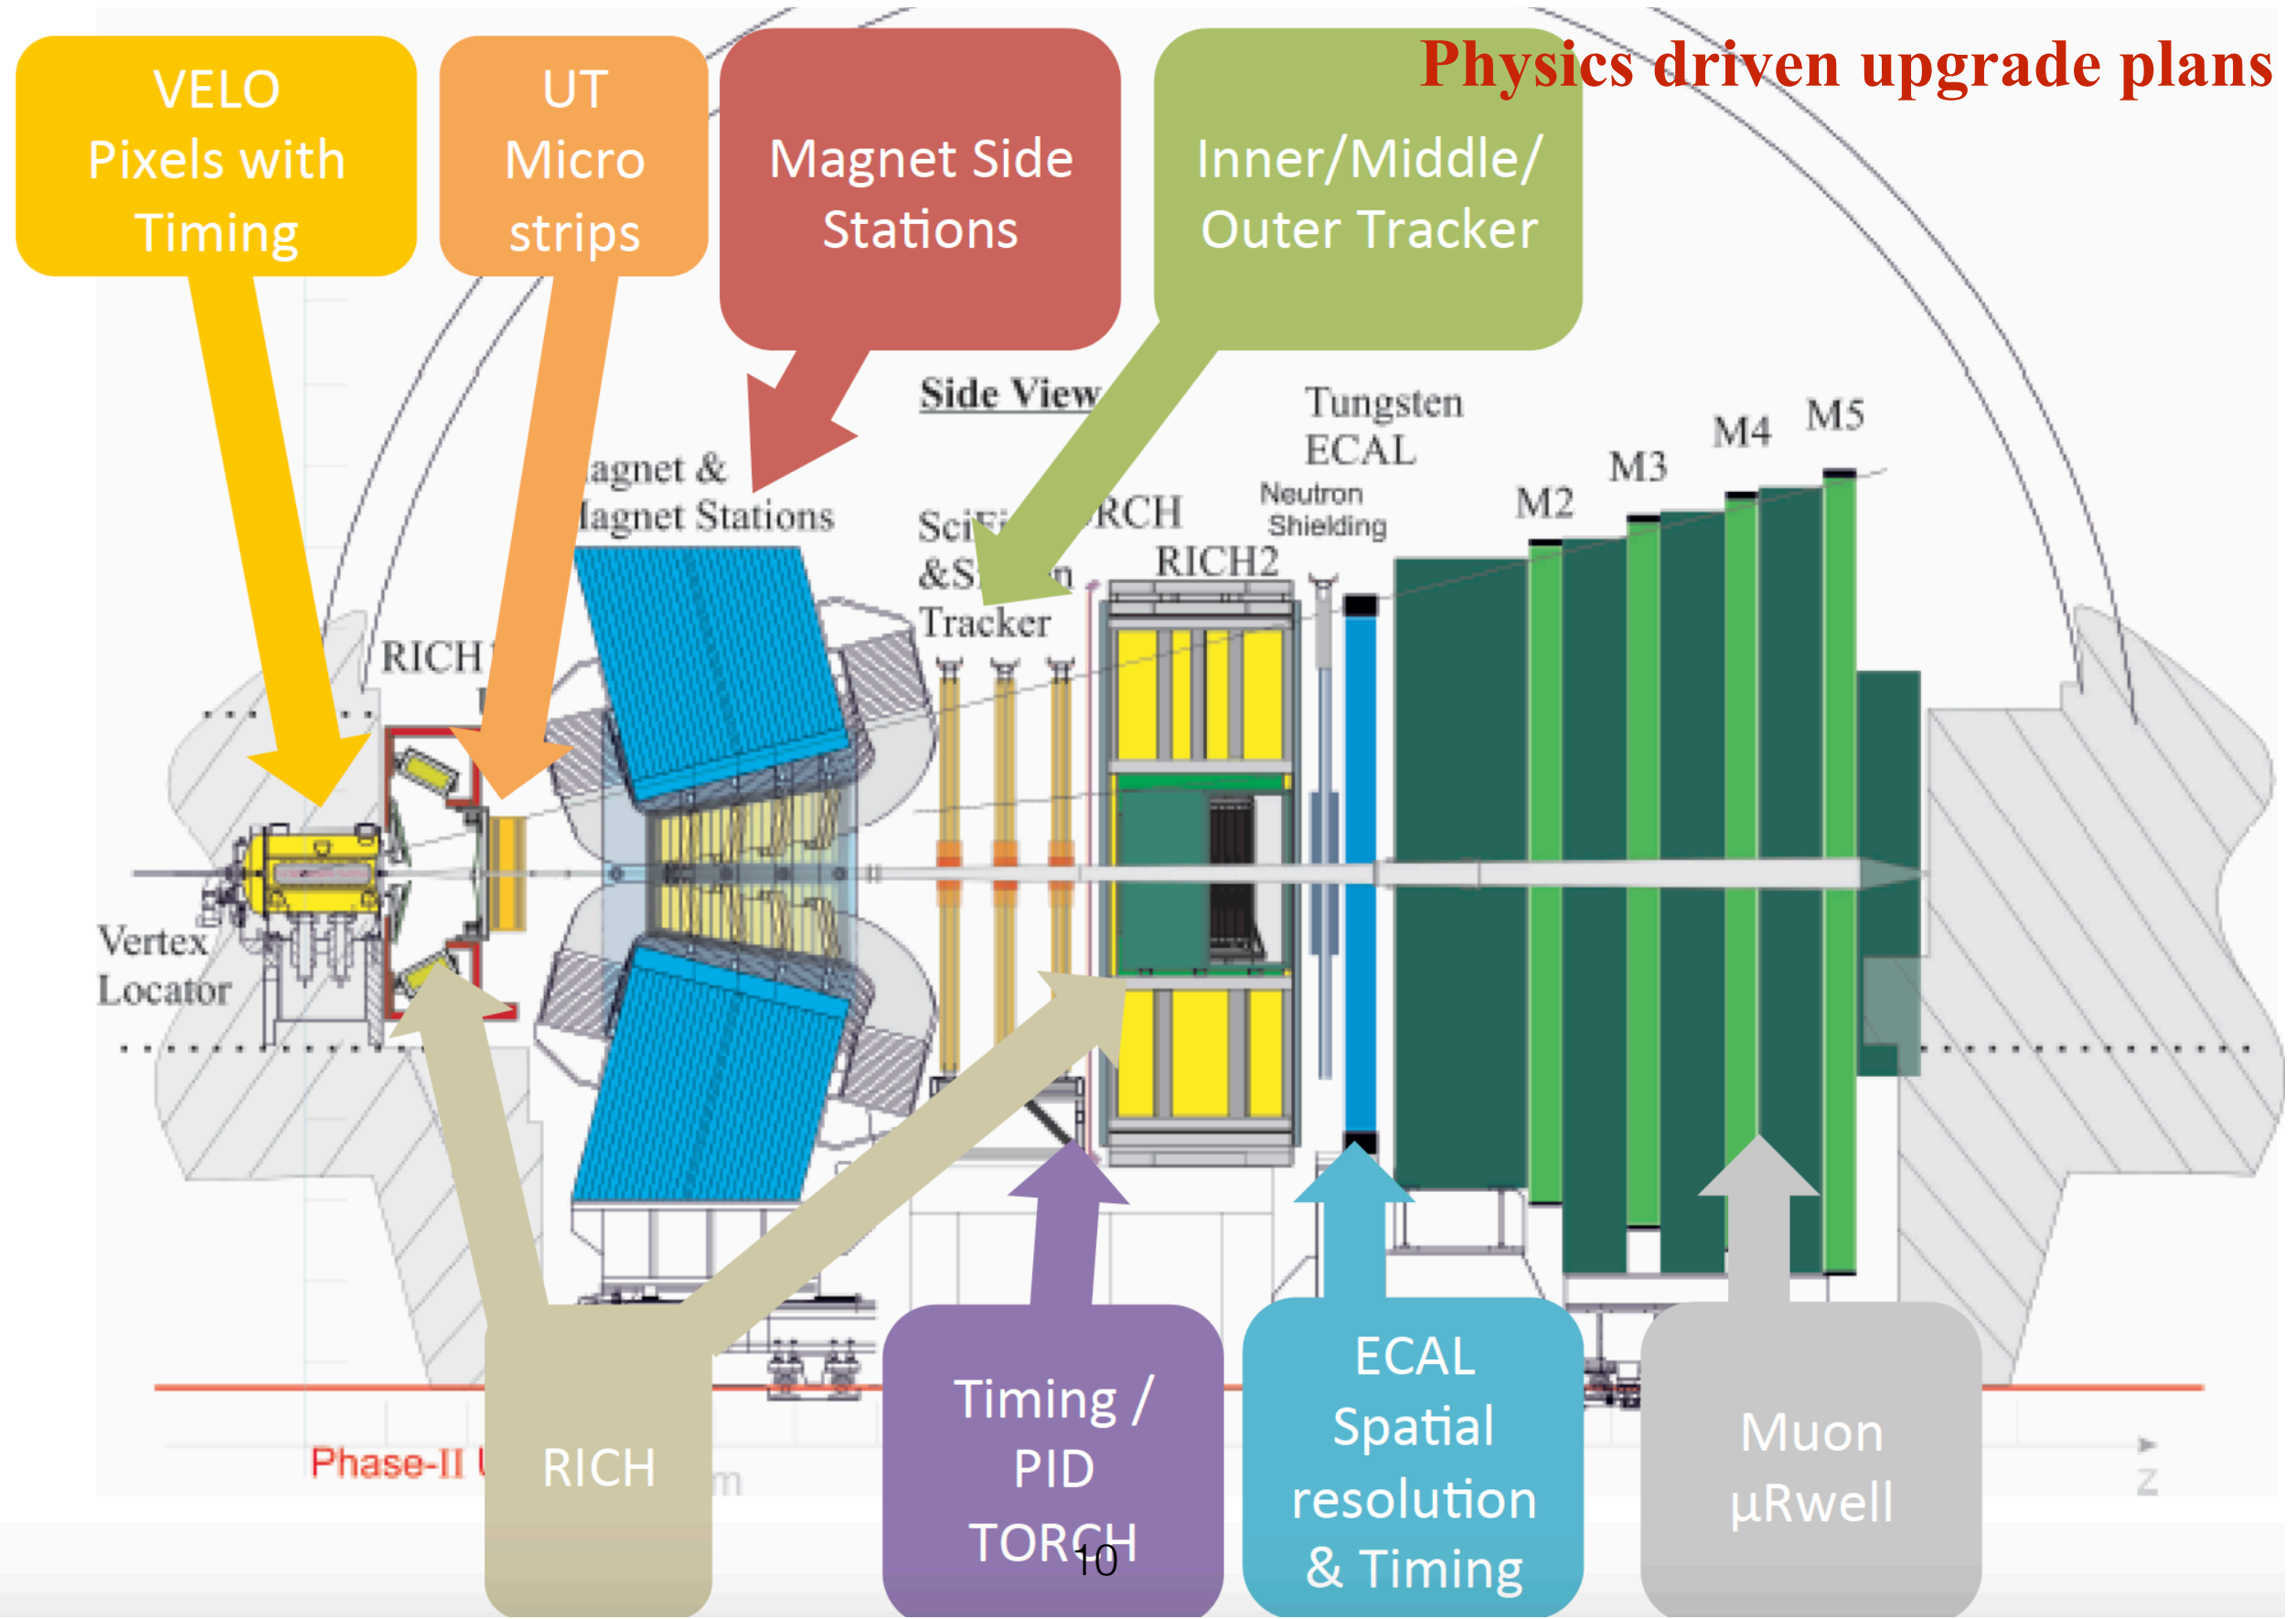 Physics driven upgrade plans
VELO
Pixels with
Timing
UT
Micro
strips
Magnet Side
Stations
Inner/Middle/
Outer Tracker
Side View
Tungsten
ECAL
Neutron
Shielding
M2
M3
M4
M5
agnet &
Magnet Stations
RICH2
Tracker
RICH
Vertex
Locator
Phase-II
RICH
Timing /
PID
TORCH
10
ECAL
Spatial
resolution
& Timing
Muon
µRwell
m
Z